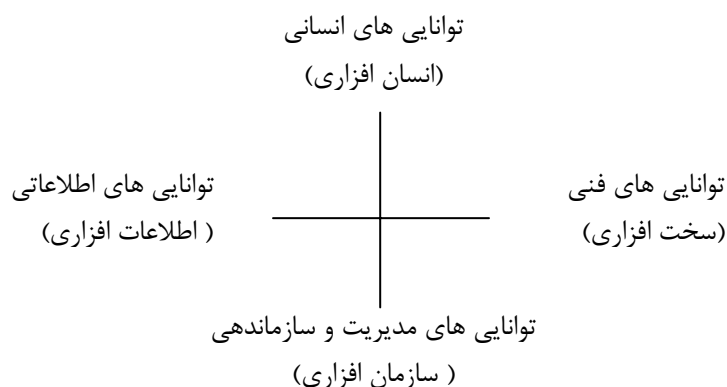 توانایی های انسانی
(انسان افزاری)
توانایی های فنی
(سخت افزاری)
توانایی های اطلاعاتی
( اطلاعات افزاری)
توانایی های مدیریت و سازماندهی
( سازمان افزاری)